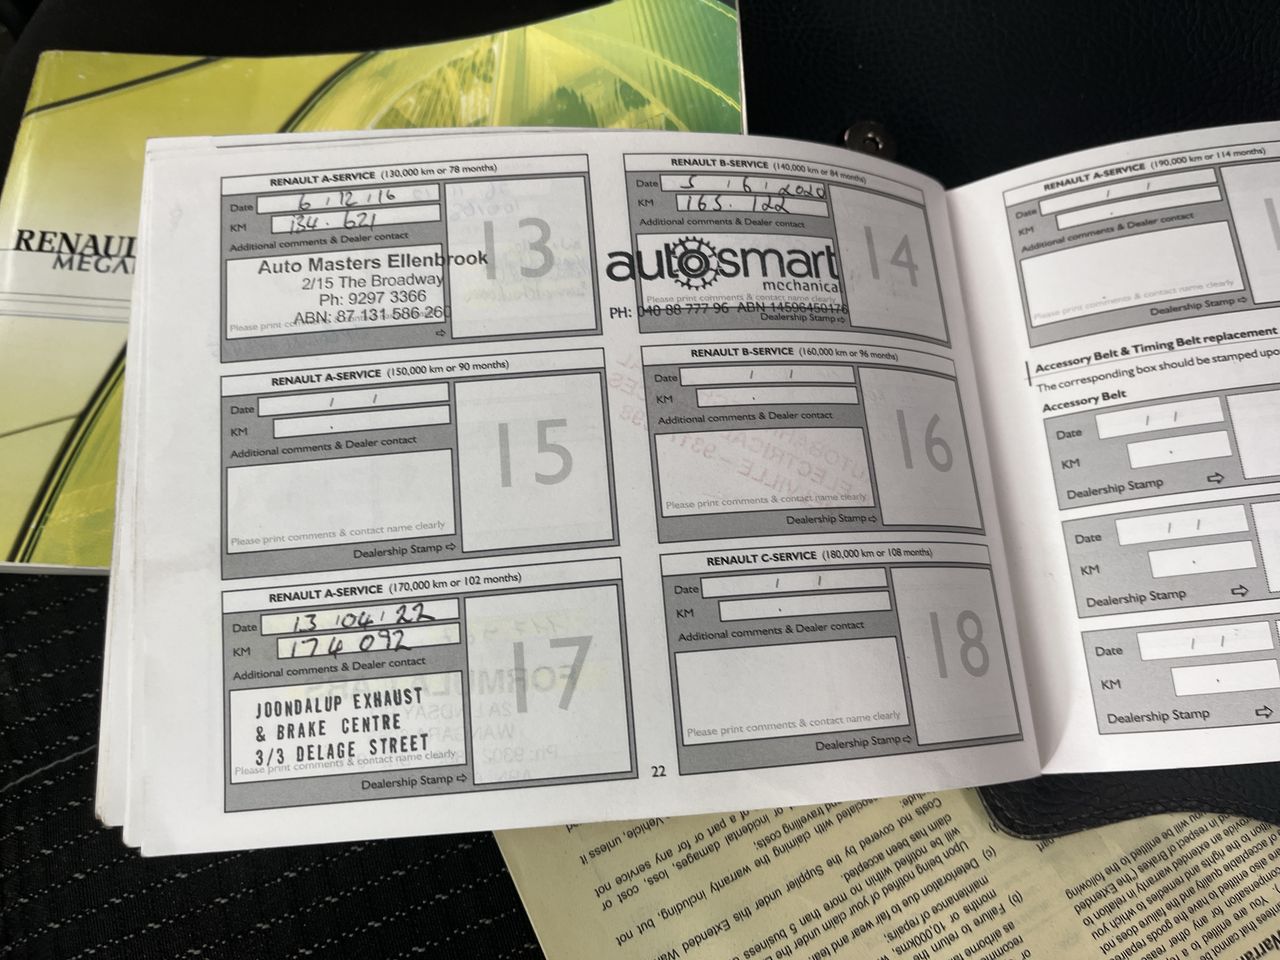 RENAUL
MEGAN
RENAULT A-SERVICE (130,000 km or 78 months)
Date 6 / 12 / 16
KM 134 . 621
Additional comments & Dealer contact
Auto Masters Ellenbrook
2/15 The Broadway
Ph: 9297 3366
ABN: 87 131 586 260
Please print comments & contact name clearly
13
RENAULT B-SERVICE (140,000 km or 84 months)
Date 5 / 6 / 2020
KM 165 . 122
Additional comments & Dealer contact
autosmart
mechanical
Please print comments & contact name clearly
PH: 040 88 777 96 ABN 14596450176
Dealership Stamp ⇨
14
RENAULT A-SERVICE (150,000 km or 90 months)
Date / /
KM .
Additional comments & Dealer contact
Please print comments & contact name clearly
Dealership Stamp ⇨
15
RENAULT B-SERVICE (160,000 km or 96 months)
Date / /
KM .
Additional comments & Dealer contact
Please print comments & contact name clearly
Dealership Stamp ⇨
16
RENAULT A-SERVICE (170,000 km or 102 months)
Date 13 / 04 / 22
KM 174 092
Additional comments & Dealer contact
JOONDALUP EXHAUST
& BRAKE CENTRE
3/3 DELAGE STREET
Please print comments & contact name clearly
Dealership Stamp ⇨
17
RENAULT C-SERVICE (180,000 km or 108 months)
Date / /
KM .
Additional comments & Dealer contact
Please print comments & contact name clearly
Dealership Stamp ⇨
18
22
RENAULT A-SERVICE (190,000 km or 114 months)
Date / /
KM .
Additional comments & Dealer contact
Please print comments & contact name clearly
Dealership Stamp ⇨
Accessory Belt & Timing Belt replacement
The corresponding box should be stamped upo
Accessory Belt
Date / /
KM .
Dealership Stamp ⇨
Date / /
KM .
Dealership Stamp ⇨
Date / /
KM .
Dealership Stamp ⇨